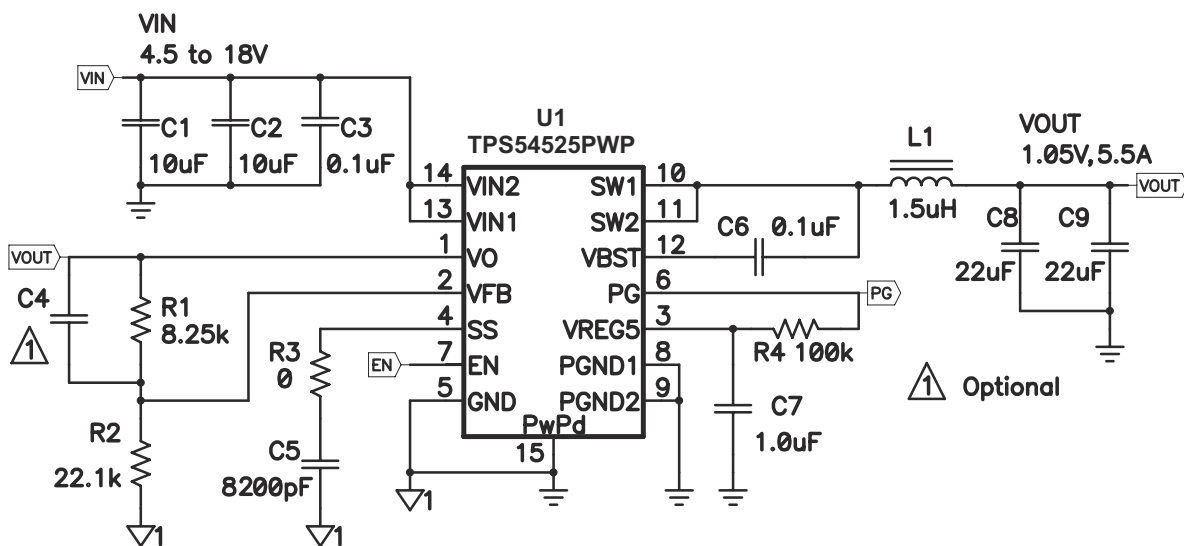 VIN
4.5 to 18V
VIN
C1
10uF
C2
10uF
C3
0.1uF
U1
TPS54525PWP
14
VIN2
13
VIN1
1
VO
2
VFB
4
SS
7
EN
5
GND
PwPd
15
SW1
10
SW2
11
VBST
12
PG
6
VREG5
3
PGND1
8
PGND2
9
L1
1.5uH
VOUT
1.05V,5.5A
VOUT
C6
0.1uF
C8
22uF
C9
22uF
PG
R4
100k
C7
1.0uF
1
Optional
VOUT
C4
1
R1
8.25k
R2
22.1k
R3
0
EN
C5
8200pF
1
1
1